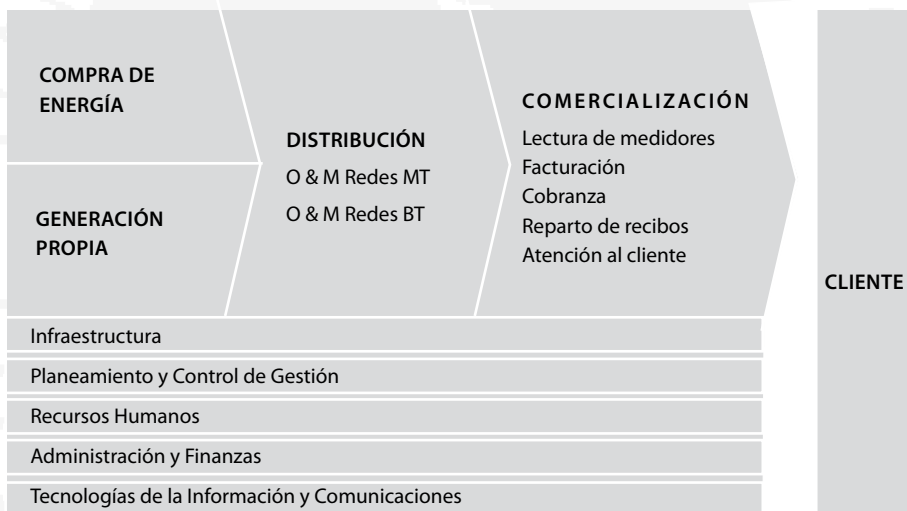 COMPRA DE
ENERGÍA
GENERACIÓN
PROPIA
DISTRIBUCIÓN
O & M Redes MT
O & M Redes BT
COMERCIALIZACIÓN
Lectura de medidores
Facturación
Cobranza
Reparto de recibos
Atención al cliente
CLIENTE
Infraestructura
Planeamiento y Control de Gestión
Recursos Humanos
Administración y Finanzas
Tecnologías de la Información y Comunicaciones